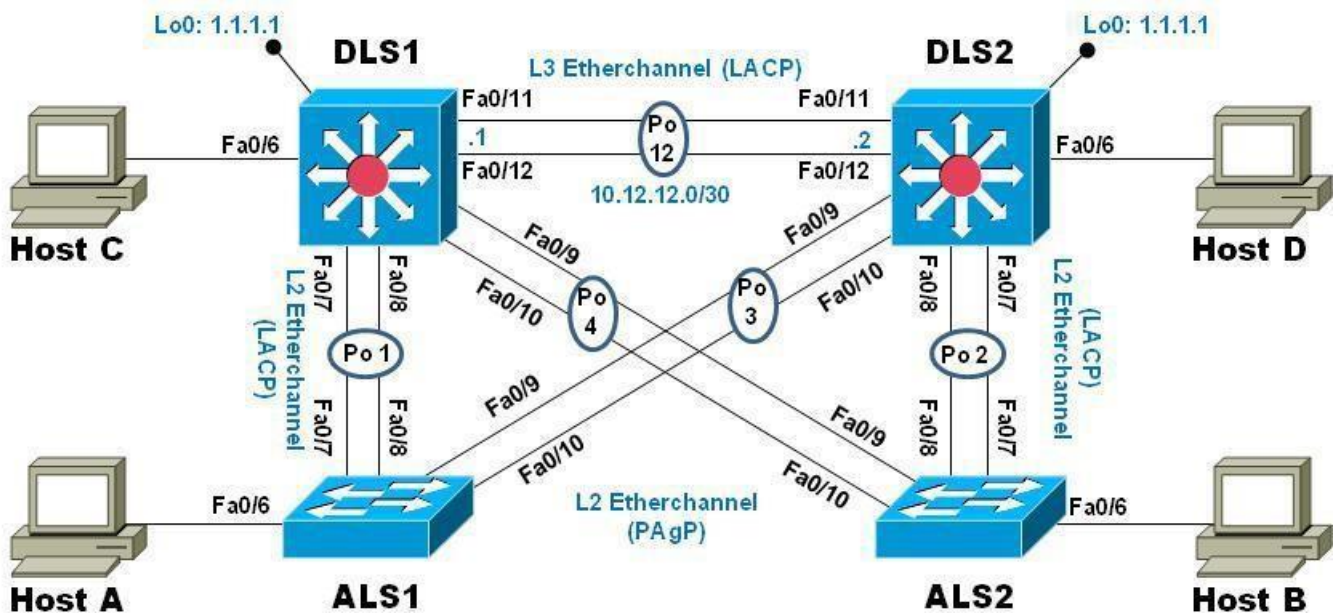 Lo0: 1.1.1.1
Lo0: 1.1.1.1
DLS1
DLS2
L3 Etherchannel (LACP)
Fa0/11
Fa0/11
Fa0/6
.1
Po
12
.2
Fa0/6
Fa0/12
Fa0/12
10.12.12.0/30
Host C
Host D
Fa0/9
Fa0/9
Fa0/10
Fa0/10
Fa0/7
Fa0/8
Fa0/8
Fa0/7
L2 Etherchannel
(LACP)
Po
4
Po
3
(LACP)
L2 Etherchannel
Po 1
Po 2
Fa0/7
Fa0/8
Fa0/9
Fa0/10
Fa0/9
Fa0/10
Fa0/8
Fa0/7
L2 Etherchannel
(PAgP)
Fa0/6
Fa0/6
Host A
ALS1
ALS2
Host B